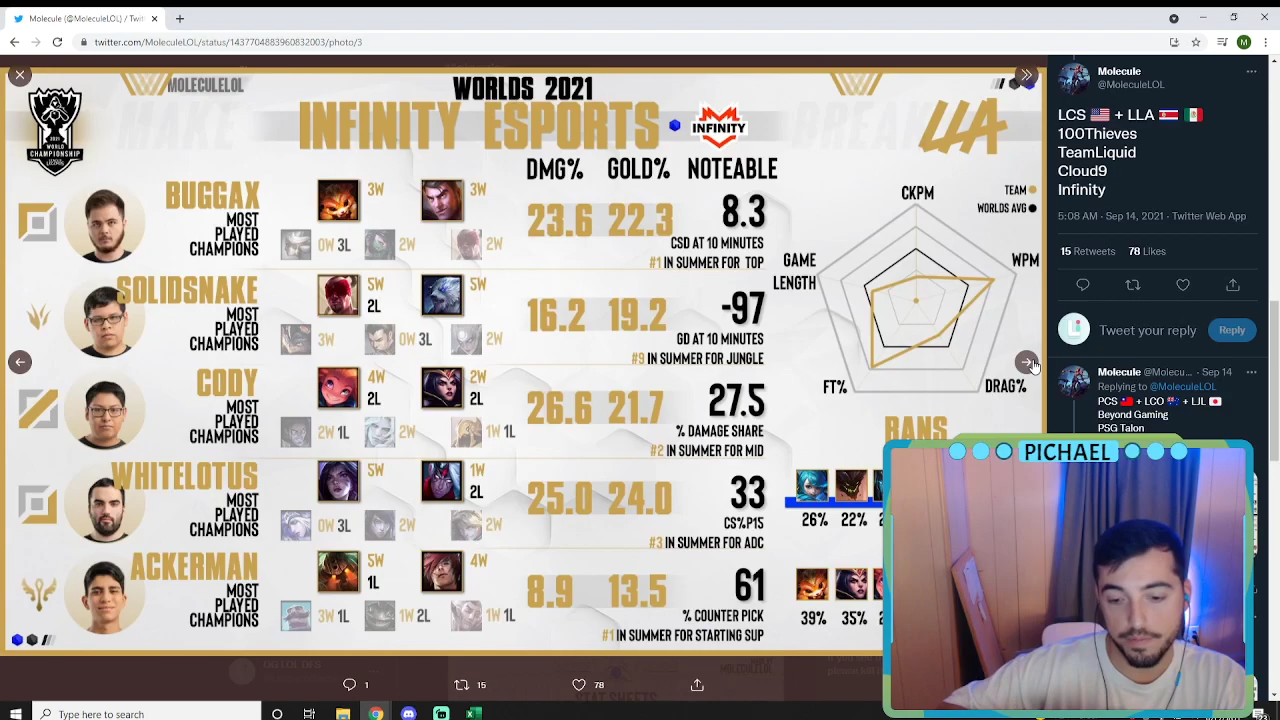 Molecule (@MoleculeLOL) / Twit
twitter.com/MoleculeLOL/status/1437704883960832003/photo/3
M
MOLECULELOL
WORLDS 2021
INFINITY ESPORTS
INFINITY
LLA
MAKE
BREAK
2021
WORLD
CHAMPIONSHIP
DMG% GOLD% NOTEABLE
BUGGAX
MOST
PLAYED
CHAMPIONS
3W
3W
0W 3L
2W
2W
23.6 22.3
8.3
CSD AT 10 MINUTES
#1 IN SUMMER FOR TOP
SOLIDSNAKE
MOST
PLAYED
CHAMPIONS
5W
2L
5W
3W
0W 3L
2W
16.2 19.2
-97
GD AT 10 MINUTES
#9 IN SUMMER FOR JUNGLE
CODY
MOST
PLAYED
CHAMPIONS
4W
2L
2W
2L
2W 1L
2W
1W 1L
26.6 21.7
27.5
% DAMAGE SHARE
#2 IN SUMMER FOR MID
WHITELOTUS
MOST
PLAYED
CHAMPIONS
5W
1W
2L
0W 3L
2W
2W
25.0 24.0
33
CS%P15
#3 IN SUMMER FOR ADC
ACKERMAN
MOST
PLAYED
CHAMPIONS
5W
1L
4W
3W 1L
1W 2L
1W 1L
8.9 13.5
61
% COUNTER PICK
#1 IN SUMMER FOR STARTING SUP
CKPM
TEAM
WORLDS AVG
WPM
GAME
LENGTH
FT%
DRAG%
BANS
26% 22%
39% 35%
PICHAEL
1
15
78
STAT-SHEETS
MOLECULELOL
Molecule
@MoleculeLOL
LCS + LLA
100Thieves
TeamLiquid
Cloud9
Infinity
5:08 AM · Sep 14, 2021 · Twitter Web App
15 Retweets 78 Likes
Tweet your reply
Reply
Molecule @Molecu... · Sep 14
Replying to @MoleculeLOL
PCS + LCO + LJL
Beyond Gaming
PSG Talon
Type here to search